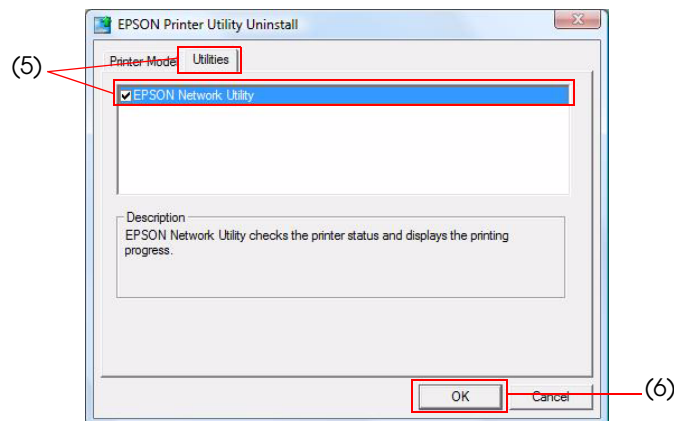 EPSON Printer Utility Uninstall
Printer Model Utilities
(5)
EPSON Network Utility
Description
EPSON Network Utility checks the printer status and displays the printing
progress.
OK Cancel
(6)